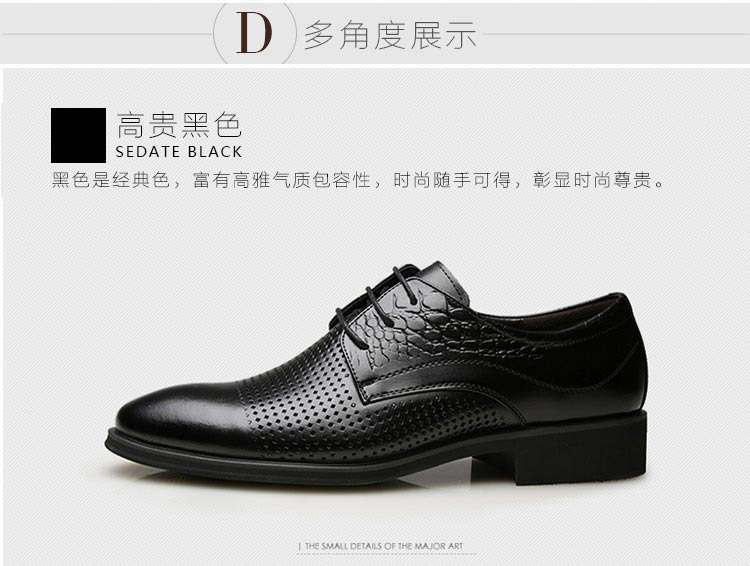 D 多角度展示
高贵黑色
SEDATE BLACK
黑色是经典色，富有高雅气质包容性，时尚随手可得，彰显时尚尊贵。
| THE SMALL DETAILS OF THE MAJOR ART